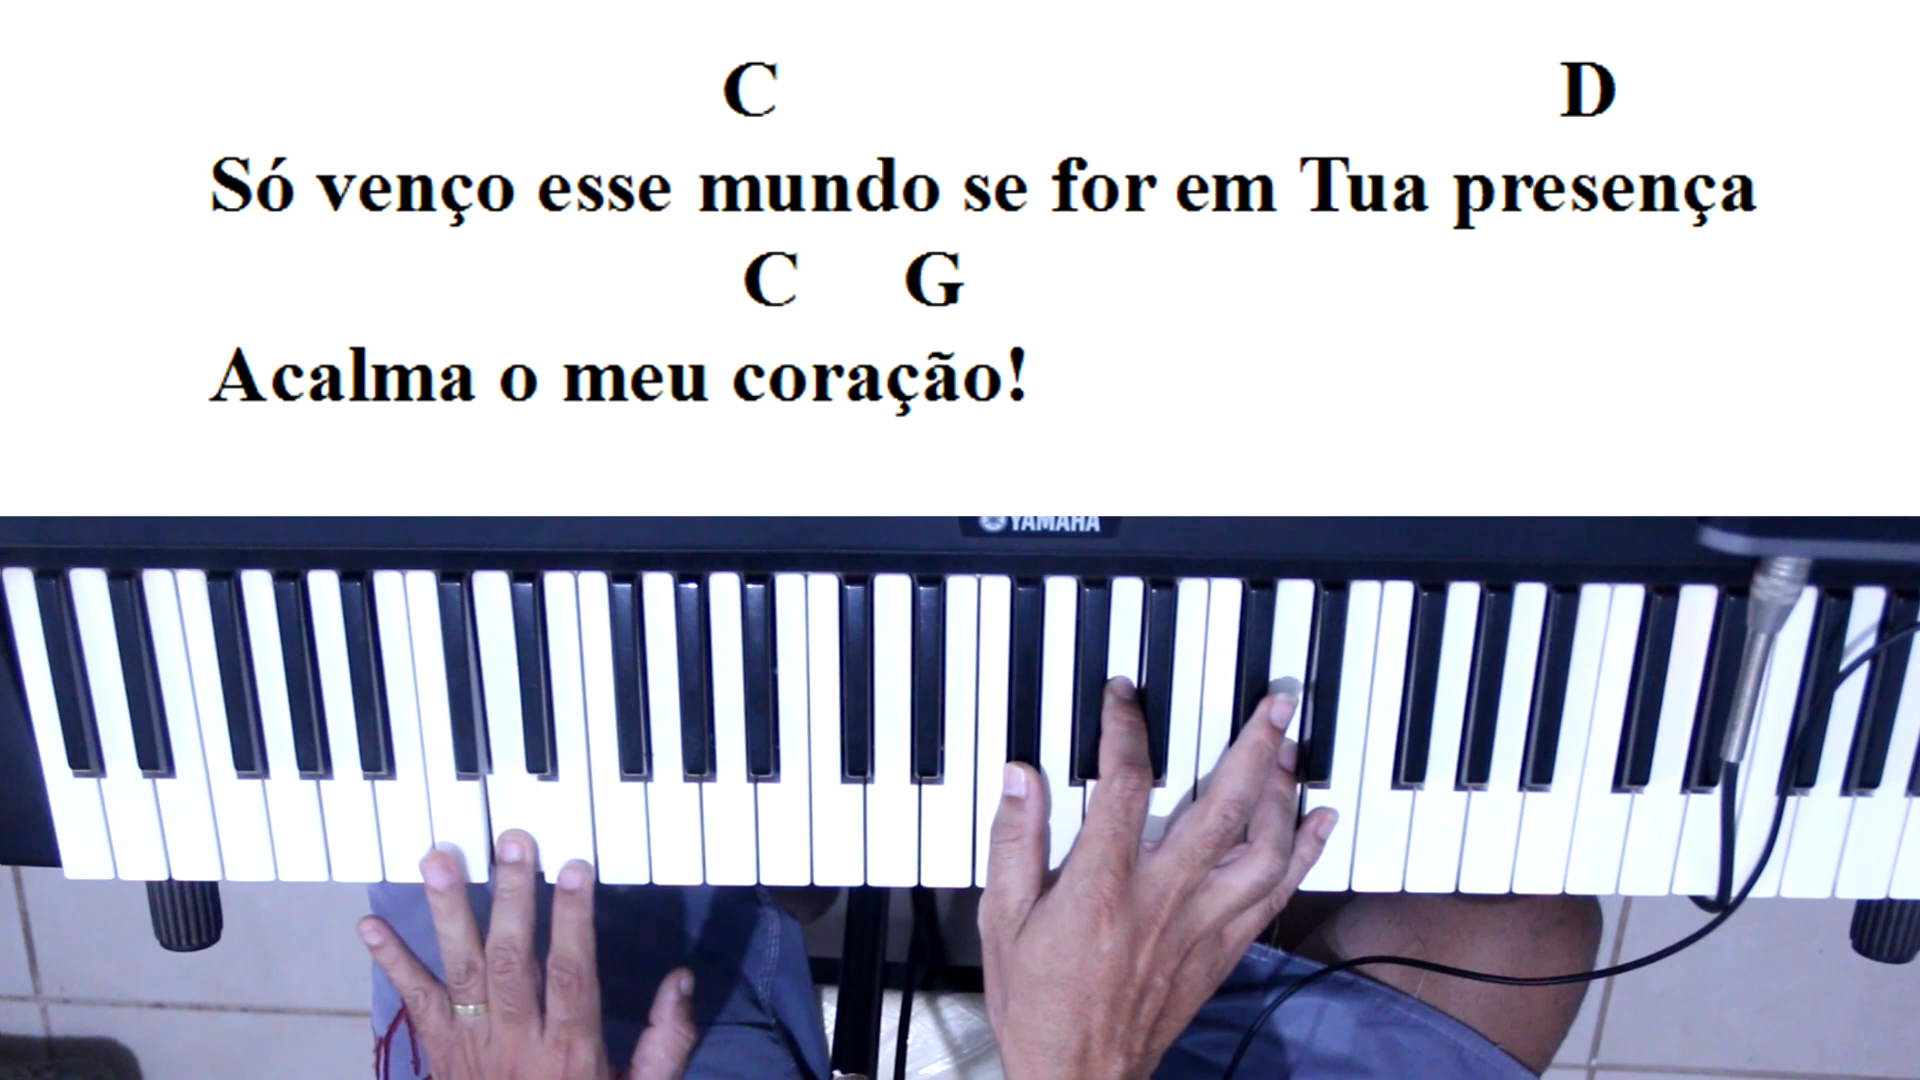 C D
Só venço esse mundo se for em Tua presença
C G
Acalma o meu coração!
YAMAHA